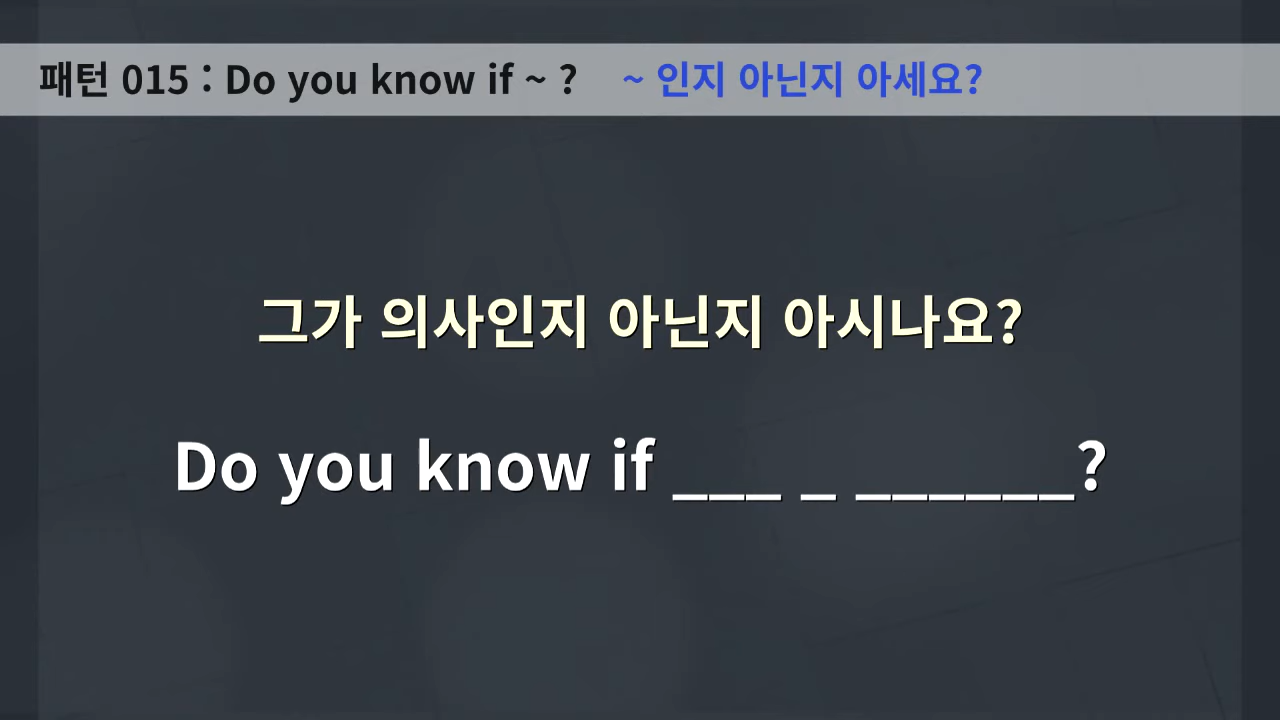 패턴 015 : Do you know if ~ ? ~ 인지 아닌지 아세요?
그가 의사인지 아닌지 아시나요?
Do you know if ___ _ ______?